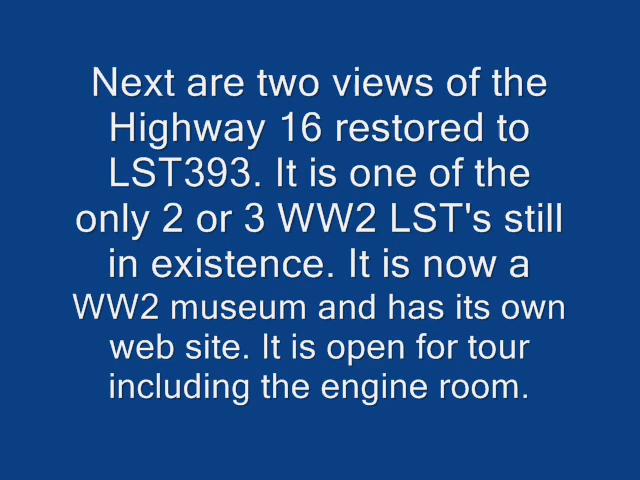 Next are two views of the
Highway 16 restored to
LST393. It is one of the
only 2 or 3 WW2 LST's still
in existence. It is now a
WW2 museum and has its own
web site. It is open for tour
including the engine room.